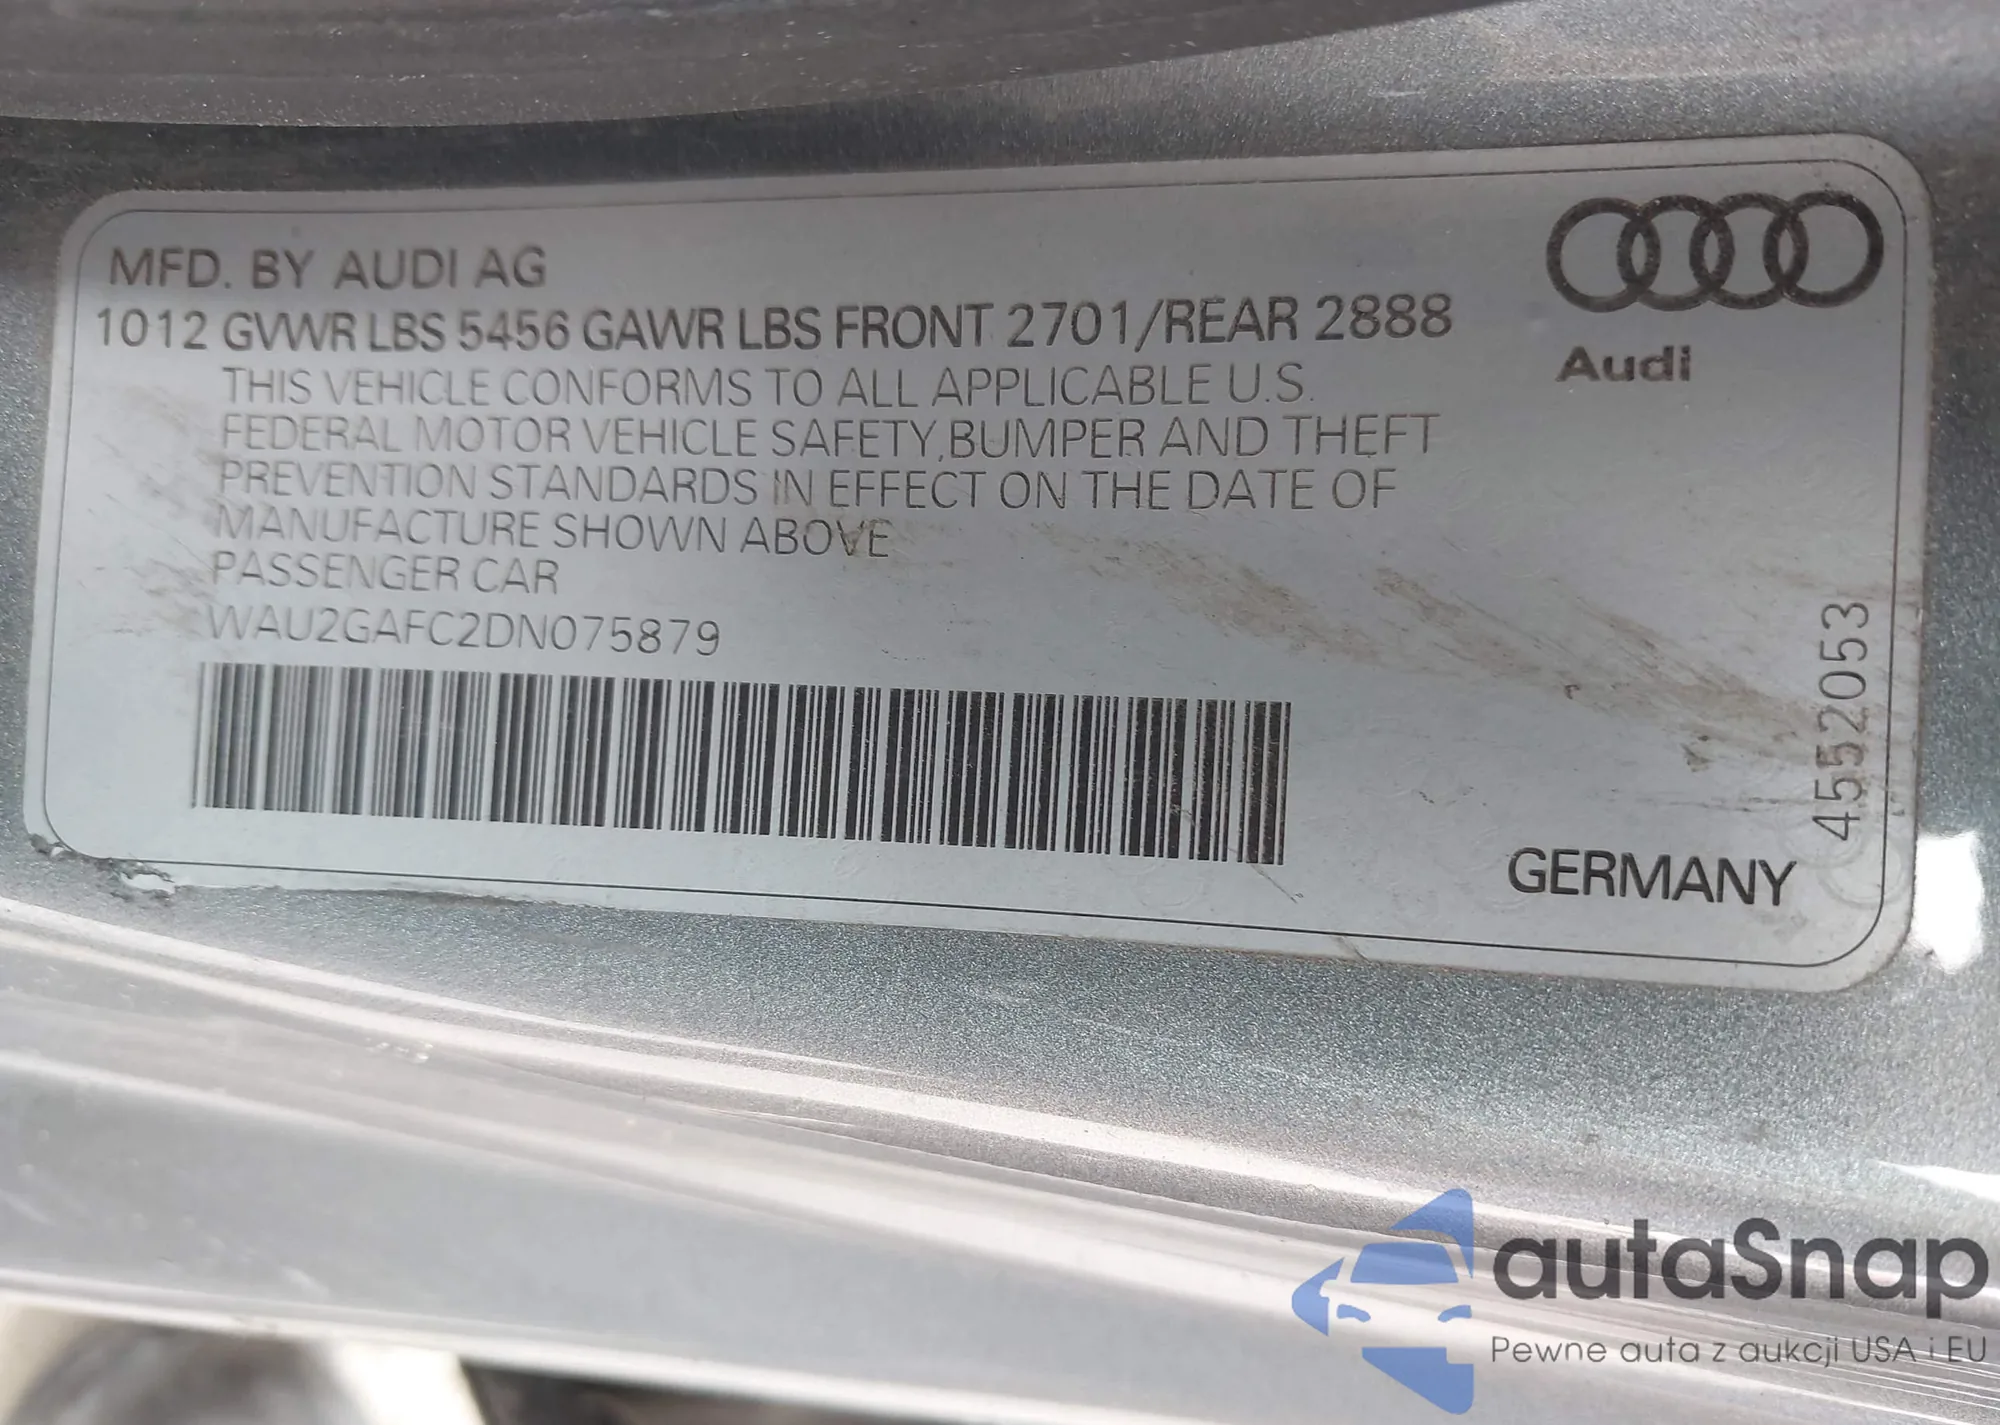 MFD. BY AUDI AG
1012 GVWR LBS 5456 GAWR LBS FRONT 2701/REAR 2888
THIS VEHICLE CONFORMS TO ALL APPLICABLE U.S.
FEDERAL MOTOR VEHICLE SAFETY,BUMPER AND THEFT
PREVENTION STANDARDS IN EFFECT ON THE DATE OF
MANUFACTURE SHOWN ABOVE
PASSENGER CAR
WAU2GAFC2DN075879
Audi
4552053
GERMANY
autaSnap
Pewne auta z aukcji USA i EU